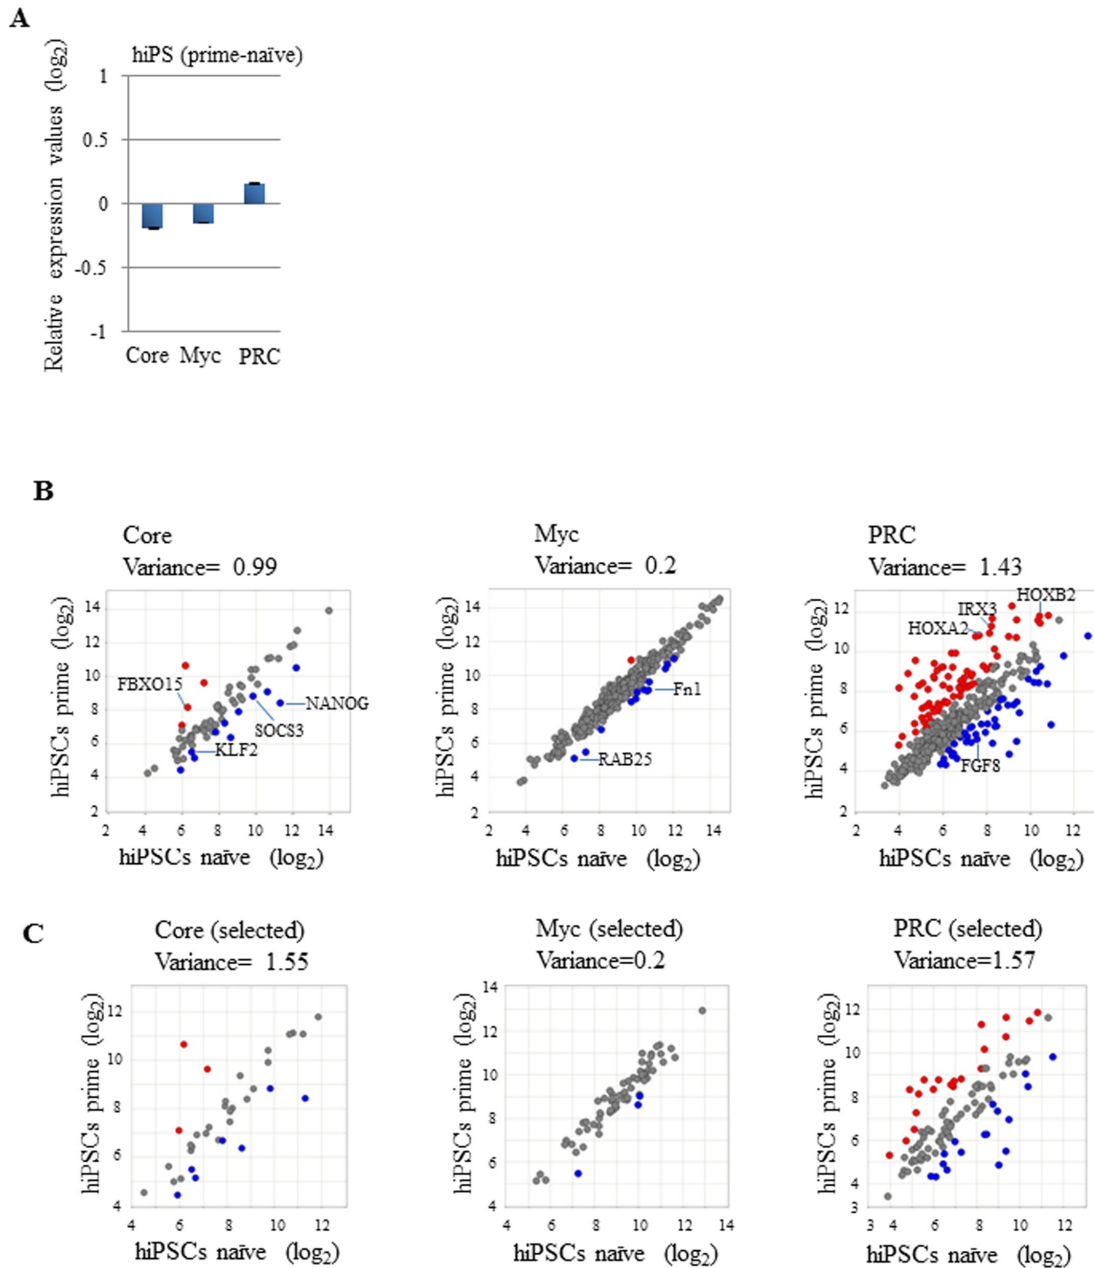 A
hiPS (prime-naïve)
Relative expression values (log2)
1
0.5
0
-0.5
-1
Core Myc PRC
B
Core
Variance= 0.99
hiPSCs prime (log2)
14
12
10
8
6
4
2
FBXO15
NANOG
SOCS3
KLF2
2 4 6 8 10 12 14
hiPSCs naïve (log2)
Myc
Variance= 0.2
hiPSCs prime (log2)
14
12
10
8
6
4
2
Fn1
RAB25
2 4 6 8 10 12 14
hiPSCs naïve (log2)
PRC
Variance= 1.43
hiPSCs prime (log2)
12
10
8
6
4
2
HOXB2
IRX3
HOXA2
FGF8
2 4 6 8 10 12
hiPSCs naïve (log2)
C
Core (selected)
Variance= 1.55
hiPSCs prime (log2)
12
10
8
6
4
4 6 8 10 12
hiPSCs naïve (log2)
Myc (selected)
Variance=0.2
hiPSCs prime (log2)
14
12
10
8
6
4
4 6 8 10 12 14
hiPSCs naïve (log2)
PRC (selected)
Variance=1.57
hiPSCs prime (log2)
12
10
8
6
4
3
3 4 6 8 10 12
hiPSCs naïve (log2)